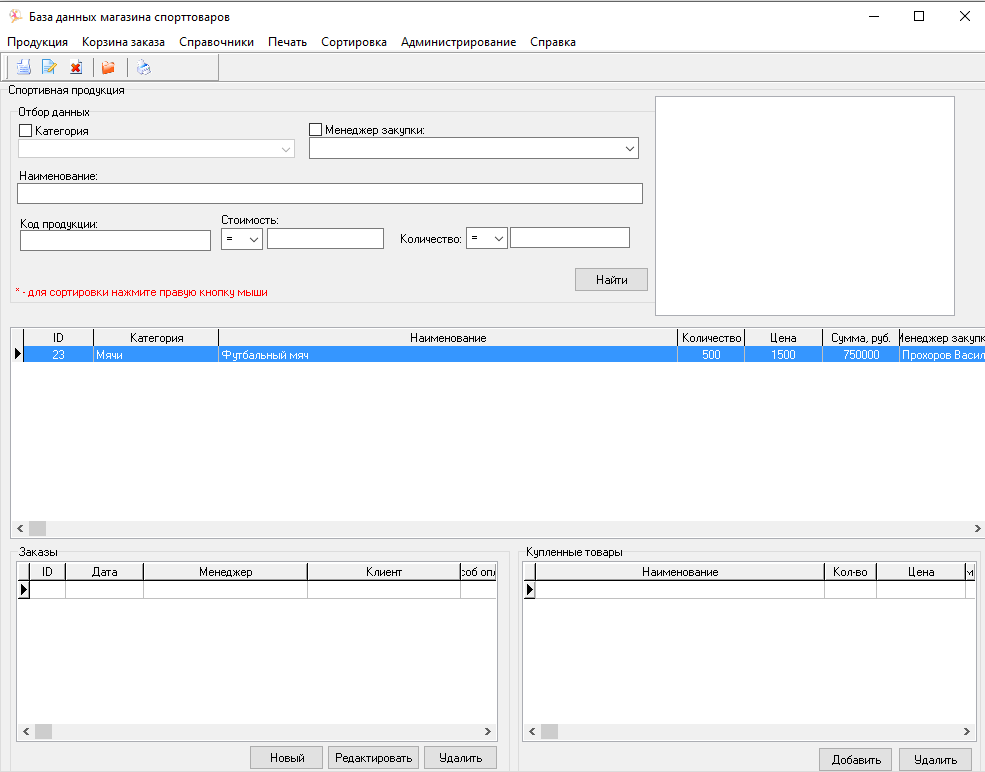 База данных магазина спорттоваров
Продукция Корзина заказа Справочники Печать Сортировка Администрирование Справка
Спортивная продукция
Отбор данных
Категория Менеджер закупки:
Наименование:
Код продукции: Стоимость:
= Количество: =
Найти
* - для сортировки нажмите правую кнопку мыши
ID Категория Наименование Количество Цена Сумма, руб. Менеджер закупк
23 Мячи Футбальный мяч 500 1500 750000 Прохоров Васил
Заказы
ID Дата Менеджер Клиент соб опл
Новый Редактировать Удалить
Купленные товары
Наименование Кол-во Цена
Добавить Удалить